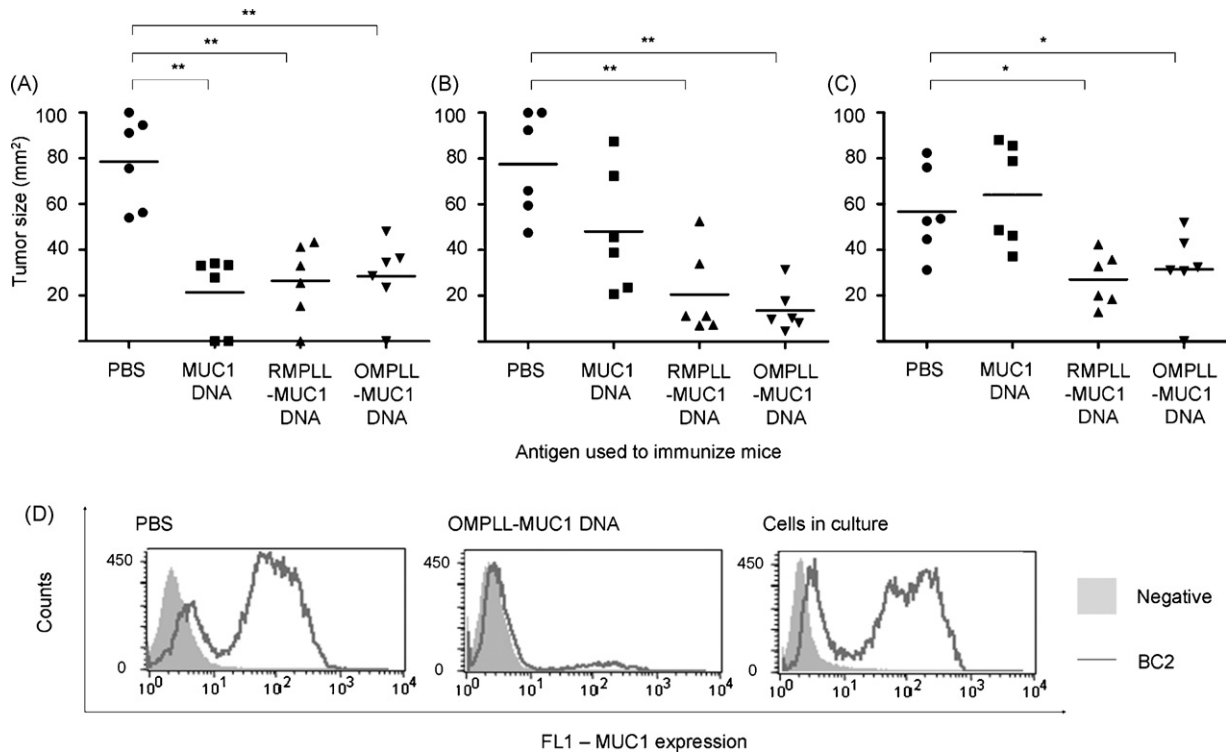 **
**
**
**
**
*
*
(A)
(B)
(C)
Tumor size (mm²)
100
80
60
40
20
100
80
60
40
20
100
80
60
40
20
PBS
MUC1
DNA
RMPLL
-MUC1
DNA
OMPLL
-MUC1
DNA
PBS
MUC1
DNA
RMPLL
-MUC1
DNA
OMPLL
-MUC1
DNA
PBS
MUC1
DNA
RMPLL
-MUC1
DNA
OMPLL
-MUC1
DNA
Antigen used to immunize mice
(D)
PBS
OMPLL-MUC1 DNA
Cells in culture
Counts
450
0
10⁰ 10¹ 10² 10³ 10⁴
450
0
10⁰ 10¹ 10² 10³ 10⁴
450
0
10⁰ 10¹ 10² 10³ 10⁴
Negative
BC2
FL1 – MUC1 expression